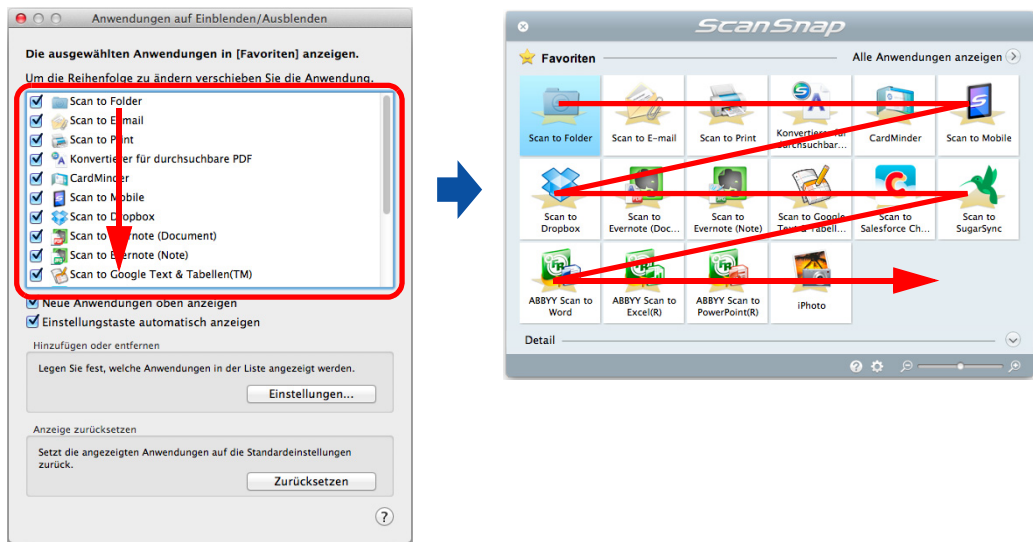 Anwendungen auf Einblenden/Ausblenden
Die ausgewählten Anwendungen in [Favoriten] anzeigen.
Um die Reihenfolge zu ändern verschieben Sie die Anwendung.
Scan to Folder
Scan to E-mail
Scan to Print
Konvertierer für durchsuchbare PDF
CardMinder
Scan to Mobile
Scan to Dropbox
Scan to Evernote (Document)
Scan to Evernote (Note)
Scan to Google Text & Tabellen(TM)
Neue Anwendungen oben anzeigen
Einstellungstaste automatisch anzeigen
Hinzufügen oder entfernen
Legen Sie fest, welche Anwendungen in der Liste angezeigt werden.
Einstellungen...
Anzeige zurücksetzen
Setzt die angezeigten Anwendungen auf die Standardeinstellungen
zurück.
Zurücksetzen
?
ScanSnap
Favoriten
Alle Anwendungen anzeigen
Scan to Folder
Scan to E-mail
Scan to Print
Konvertierer für
durchsuchbar...
CardMinder
Scan to Mobile
Scan to
Dropbox
Scan to
Evernote (Doc...
Scan to
Evernote (Note)
Scan to Google
Text & Tabell...
Scan to
Salesforce Ch...
Scan to
SugarSync
ABBYY Scan to
Word
ABBYY Scan to
Excel(R)
ABBYY Scan to
PowerPoint(R)
iPhoto
Detail